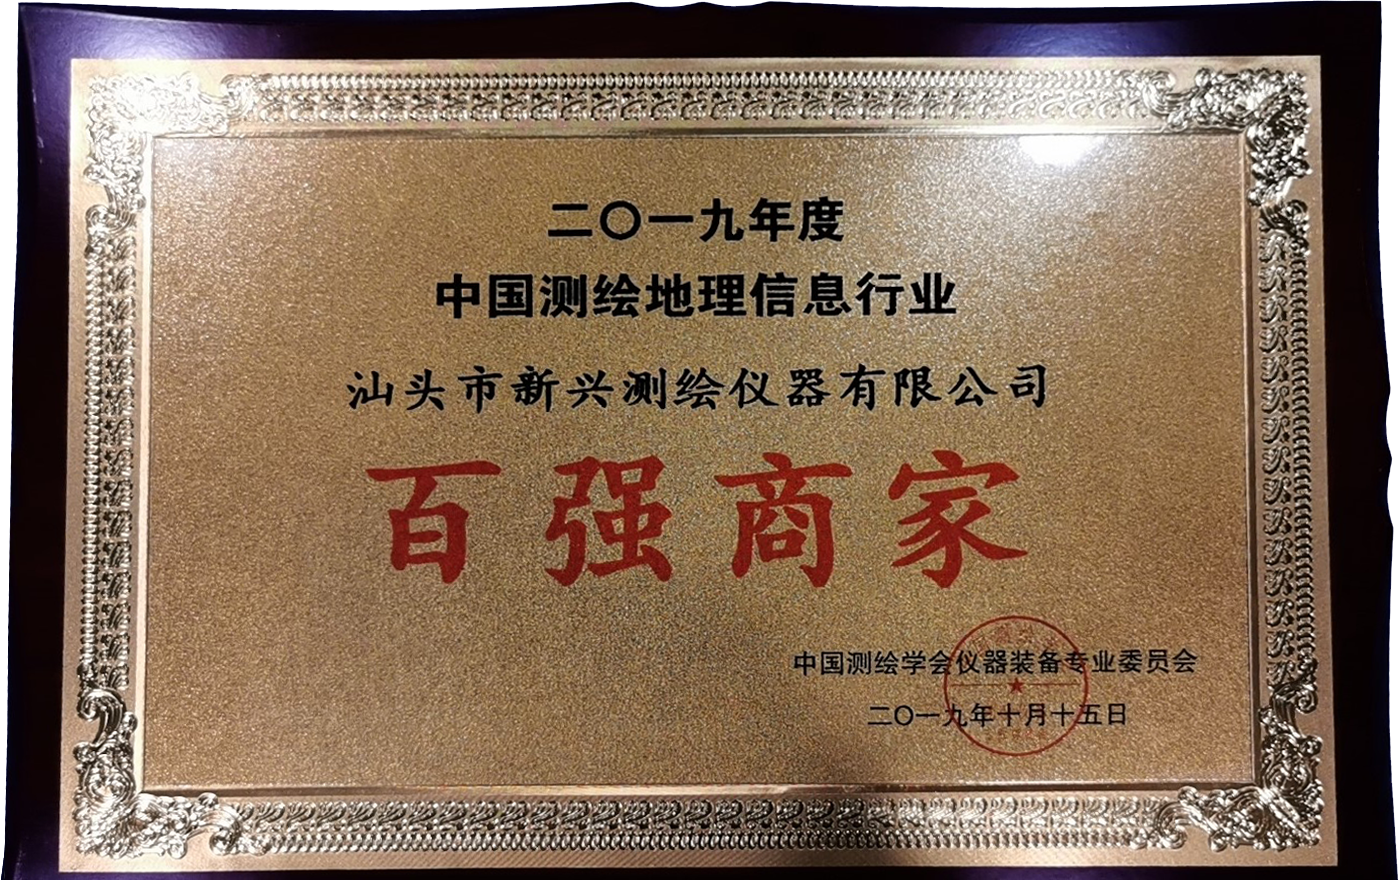 二〇一九年度
中国测绘地理信息行业
汕头市新兴测绘仪器有限公司
百强商家
中国测绘学会仪器装备专业委员会
二〇一九年十月十五日